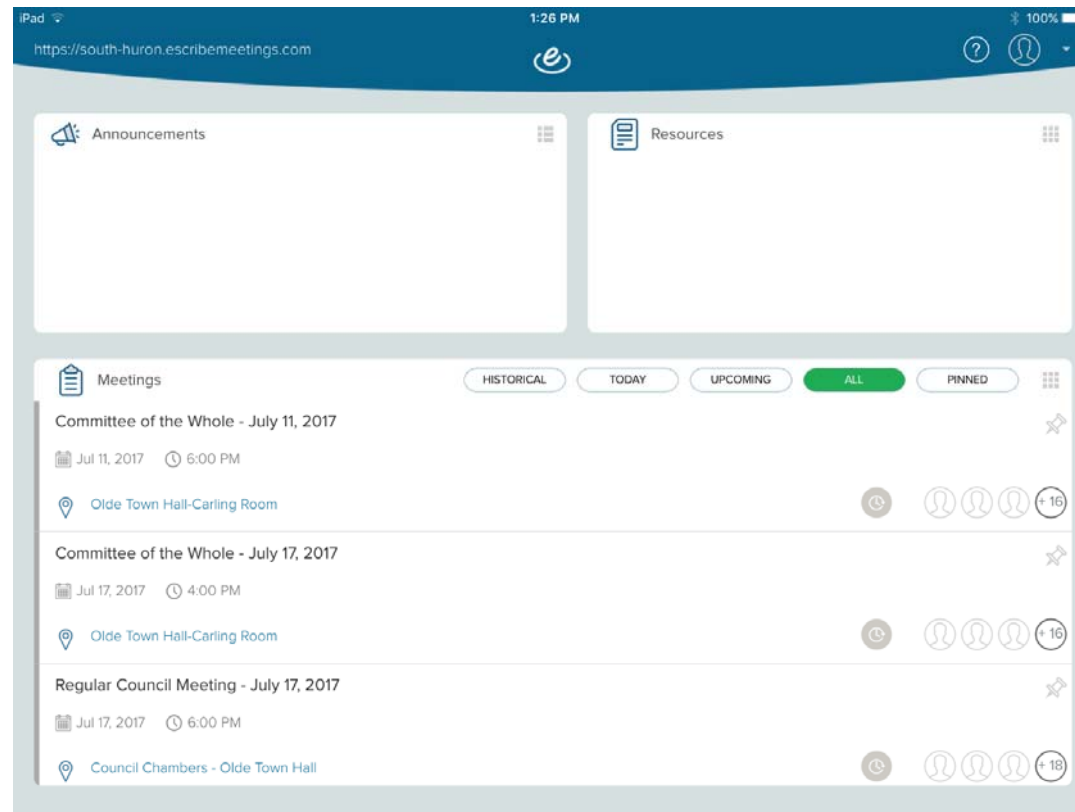 iPad 1:26 PM 100%
https://south-huron.escribemeetings.com e ?
Announcements Resources
Meetings HISTORICAL TODAY UPCOMING ALL PINNED
Committee of the Whole - July 11, 2017
Jul 11, 2017 6:00 PM
Olde Town Hall-Carling Room + 16
Committee of the Whole - July 17, 2017
Jul 17, 2017 4:00 PM
Olde Town Hall-Carling Room + 16
Regular Council Meeting - July 17, 2017
Jul 17, 2017 6:00 PM
Council Chambers - Olde Town Hall + 18